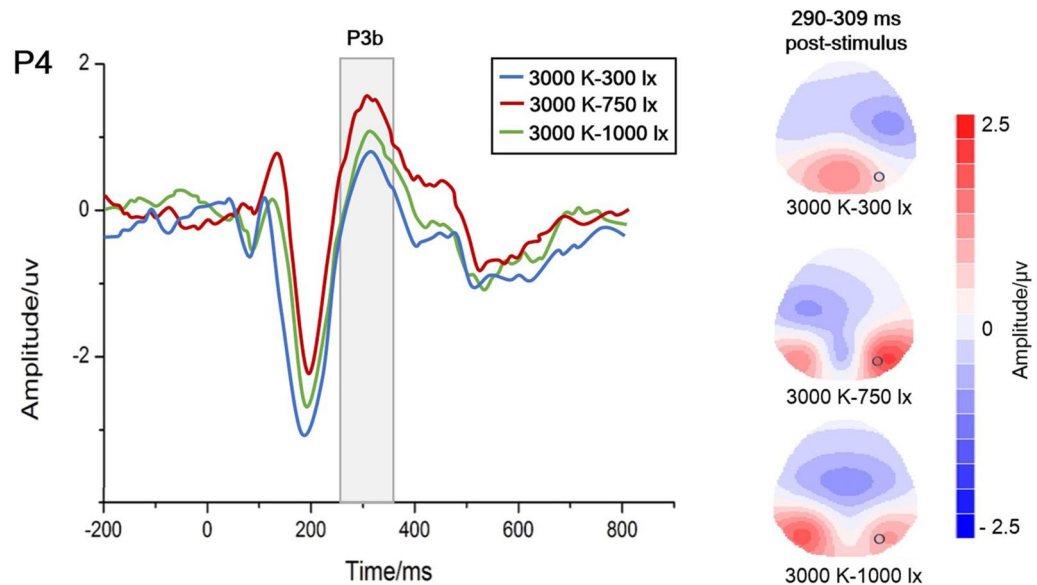 P4
P3b
3000 K-300 lx
3000 K-750 lx
3000 K-1000 lx
2
0
-2
Amplitude/uv
-200
0
200
400
600
800
Time/ms
290-309 ms
post-stimulus
3000 K-300 lx
3000 K-750 lx
3000 K-1000 lx
2.5
0
- 2.5
Amplitude/μv